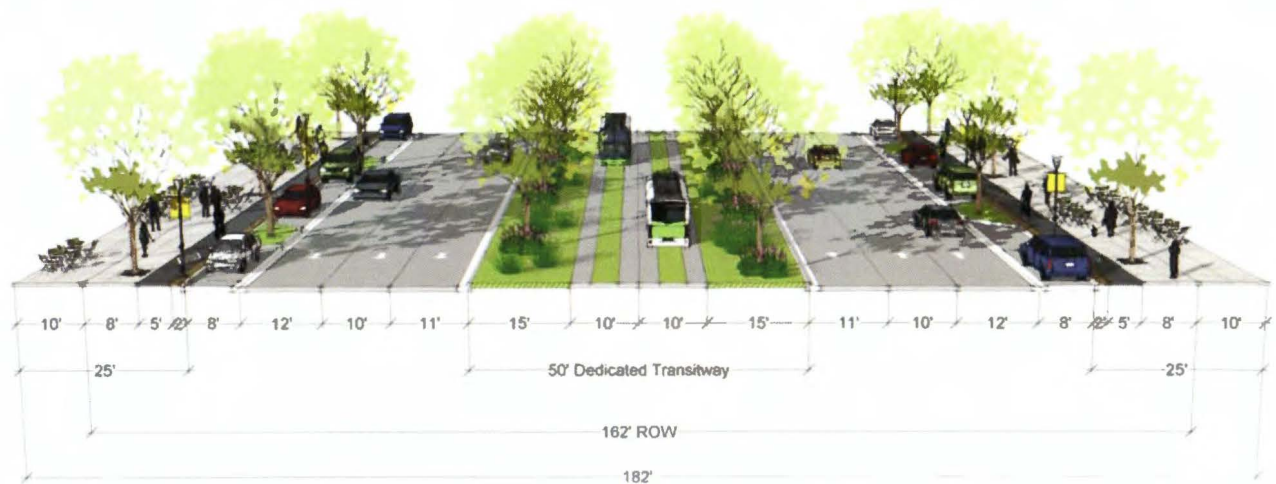 10' 8' 5' 2' 8' 12' 10' 11' 15' 10' 10' 15' 11' 10' 12' 8' 2' 5' 8' 10'
25' 50' Dedicated Transitway 25'
162' ROW
182'